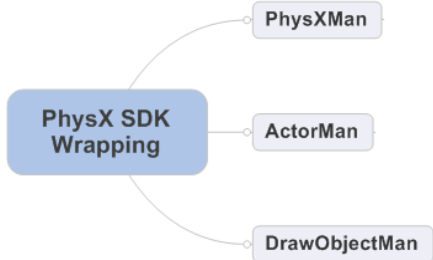 PhysXMan
PhysX SDK
Wrapping
ActorMan
DrawObjectMan